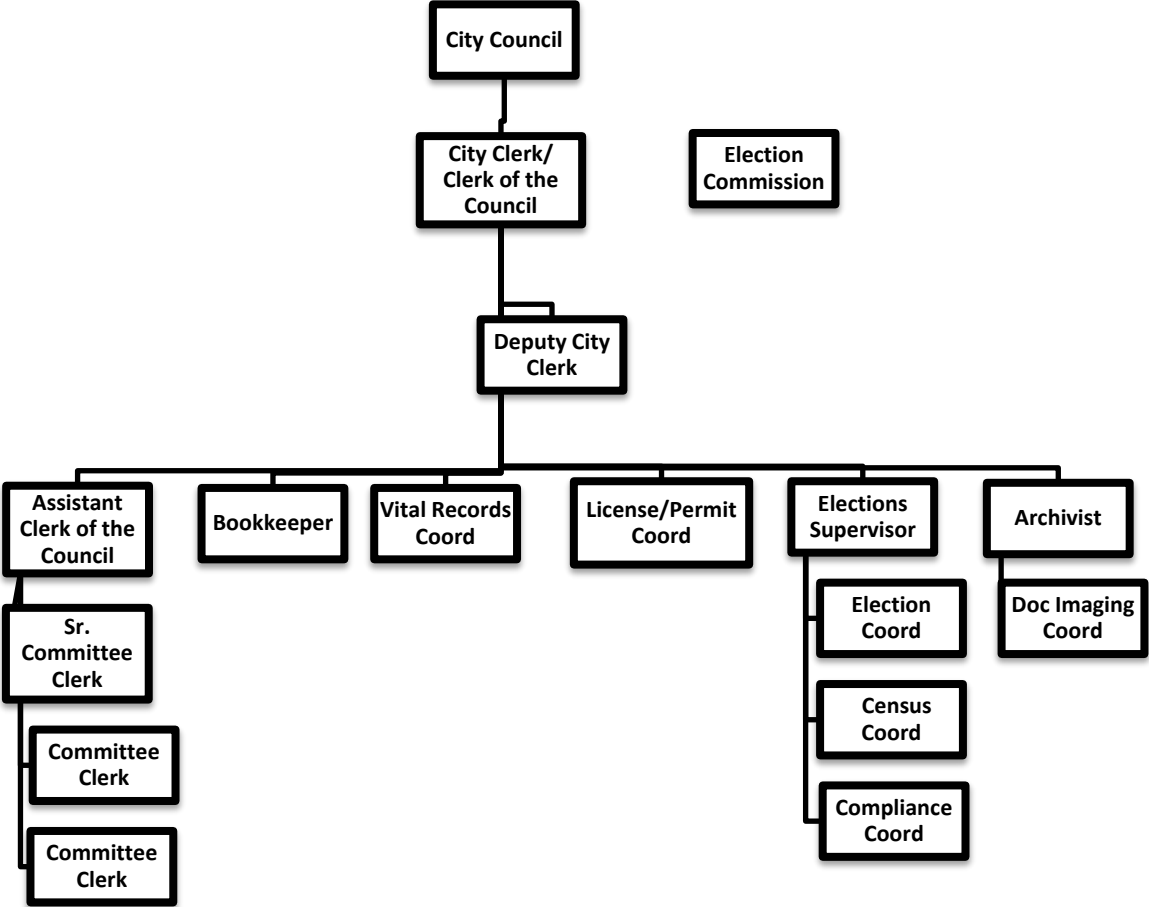 City Council
City Clerk/
Clerk of the
Council
Election
Commission
Deputy City
Clerk
Assistant
Clerk of the
Council
Bookkeeper
Vital Records
Coord
License/Permit
Coord
Elections
Supervisor
Archivist
Sr.
Committee
Clerk
Committee
Clerk
Committee
Clerk
Election
Coord
Census
Coord
Compliance
Coord
Doc Imaging
Coord